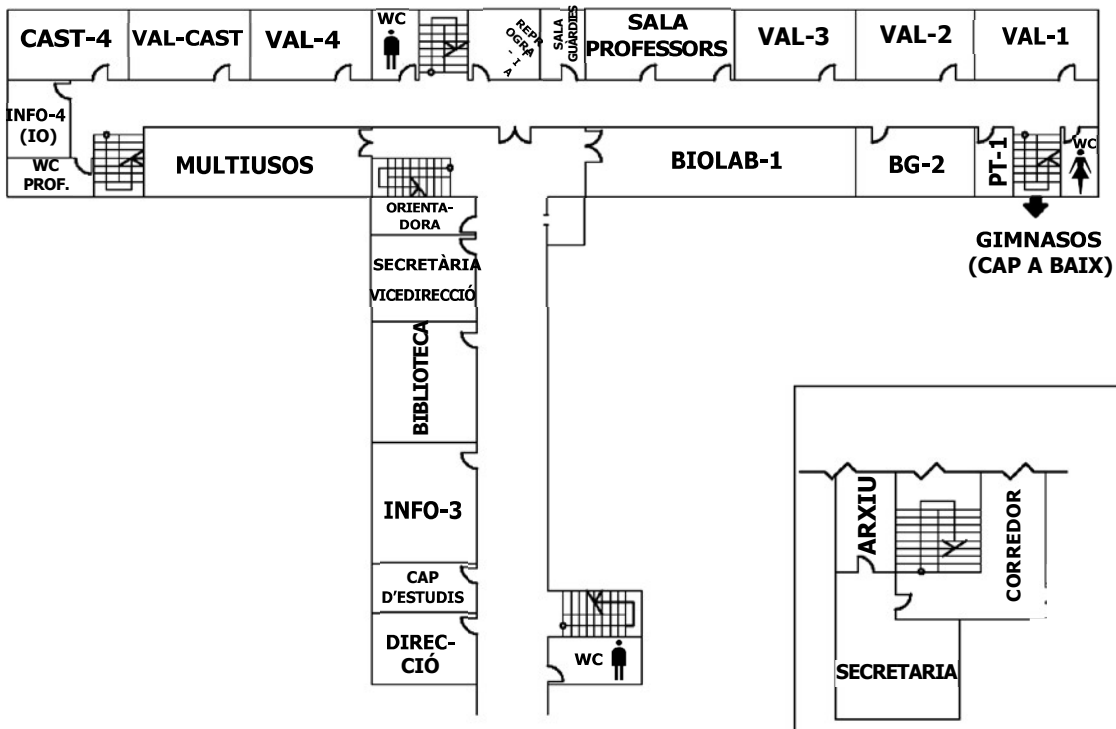 CAST-4
VAL-CAST
VAL-4
WC
REPR
OGRA
- I
A
SALA
GUÀRDIES
SALA
PROFESSORS
VAL-3
VAL-2
VAL-1
INFO-4
(IO)
WC
PROF.
MULTIUSOS
BIOLAB-1
BG-2
PT-1
WC
GIMNASOS
(CAP A BAIX)
ORIENTA-
DORA
SECRETÀRIA
VICEDIRECCIÓ
BIBLIOTECA
INFO-3
CAP
D'ESTUDIS
DIREC-
CIÓ
WC
ARXIU
CORREDOR
SECRETARIA